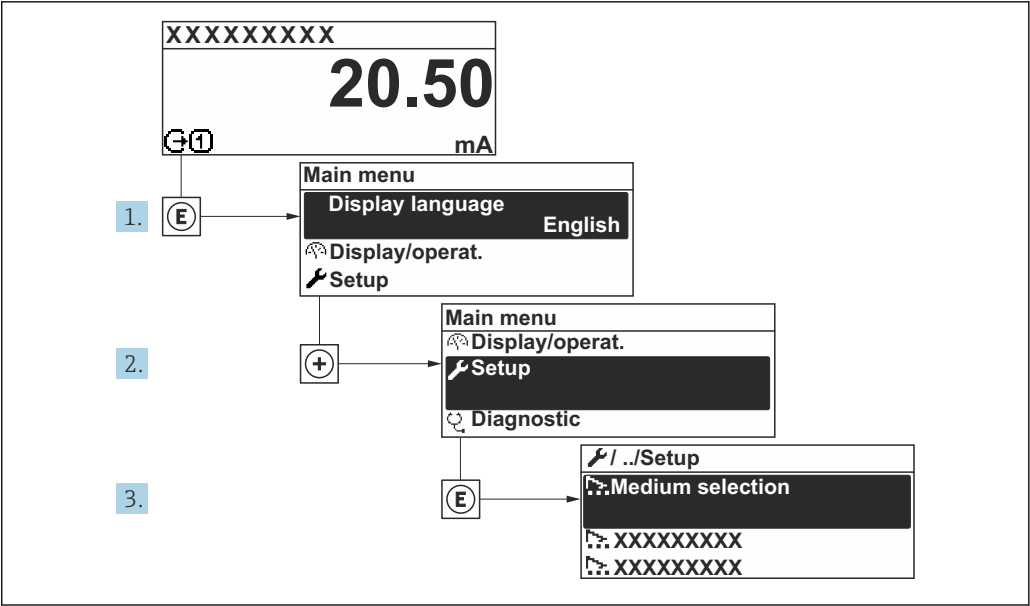 XXXXXXXXX
20.50
1
mA
Main menu
Display language
English
Display/operat.
Setup
1.
E
Main menu
Display/operat.
Setup
Diagnostic
2.
+
/ ../Setup
Medium selection
XXXXXXXXX
XXXXXXXXX
3.
E